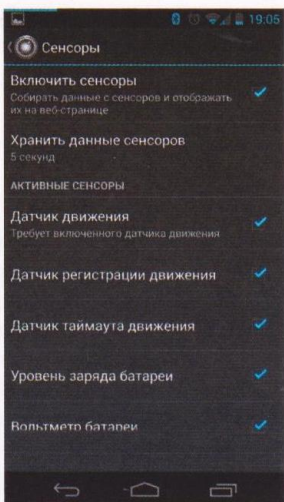 19:05
Сенсоры
Включить сенсоры
Собирать данные с сенсоров и отображать
их на веб-странице
Хранить данные сенсоров
5 секунд
АКТИВНЫЕ СЕНСОРЫ
Датчик движения
Требует включенного датчика движения
Датчик регистрации движения
Датчик таймаута движения
Уровень заряда батареи
Вольтметр батареи